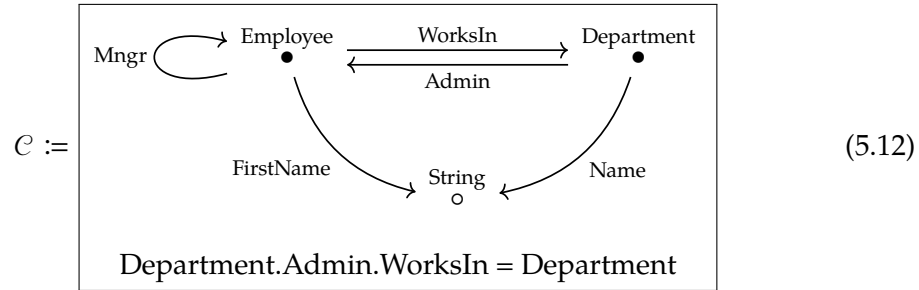 Employee WorksIn Department
Mngr
Admin
𝒞 := (5.12)
FirstName String Name
Department.Admin.WorksIn = Department